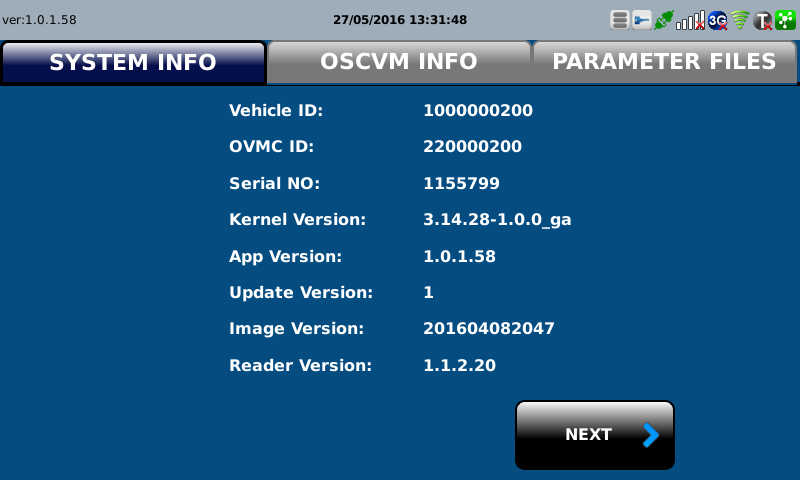 ver:1.0.1.58 27/05/2016 13:31:48 3G T
SYSTEM INFO OSCVM INFO PARAMETER FILES
Vehicle ID: 1000000200
OVMC ID: 220000200
Serial NO: 1155799
Kernel Version: 3.14.28-1.0.0_ga
App Version: 1.0.1.58
Update Version: 1
Image Version: 201604082047
Reader Version: 1.1.2.20
NEXT